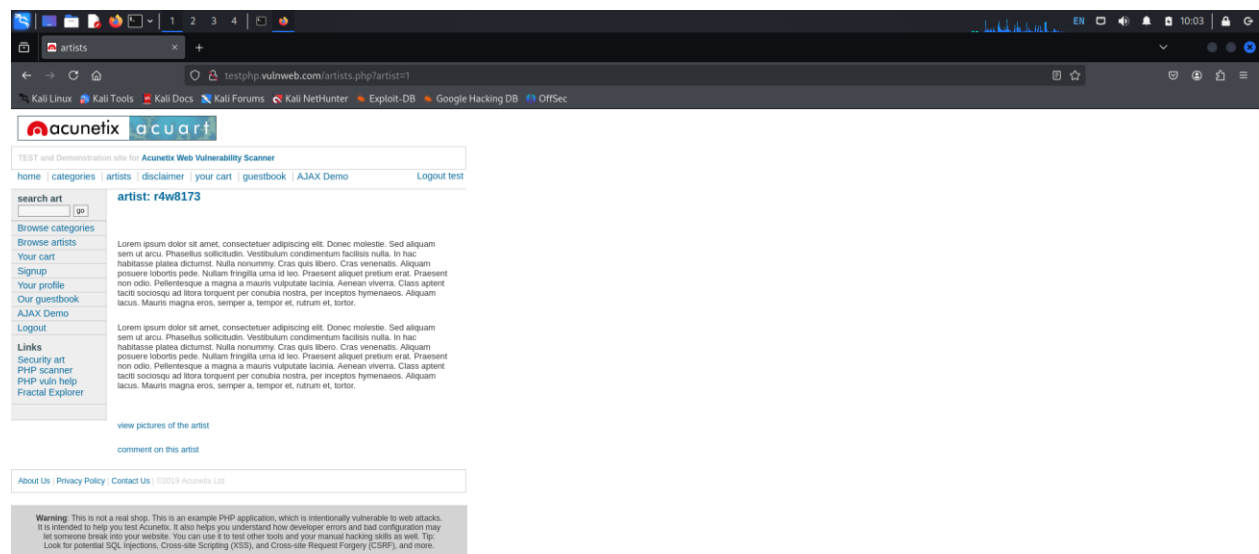 1 2 3 4
EN 10:03
artists
testphp.vulnweb.com/artists.php?artist=1
Kali Linux Kali Tools Kali Docs Kali Forums Kali NetHunter Exploit-DB Google Hacking DB OffSec
acunetix acuart
TEST and Demonstration site for Acunetix Web Vulnerability Scanner
home | categories | artists | disclaimer | your cart | guestbook | AJAX Demo Logout test
search art
go
Browse categories
Browse artists
Your cart
Signup
Your profile
Our guestbook
AJAX Demo
Logout
Links
Security art
PHP scanner
PHP vuln help
Fractal Explorer
artist: r4w8173
Lorem ipsum dolor sit amet, consectetuer adipiscing elit. Donec molestie. Sed aliquam
sem ut arcu. Phasellus sollicitudin. Vestibulum condimentum facilisis nulla. In hac
habitasse platea dictumst. Nulla nonummy. Cras quis libero. Cras venenatis. Aliquam
posuere lobortis pede. Nullam fringilla urna id leo. Praesent aliquet pretium erat. Praesent
non odio. Pellentesque a magna a mauris vulputate lacinia. Aenean viverra. Class aptent
taciti sociosqu ad litora torquent per conubia nostra, per inceptos hymenaeos. Aliquam
lacus. Mauris magna eros, semper a, tempor et, rutrum et, tortor.
Lorem ipsum dolor sit amet, consectetuer adipiscing elit. Donec molestie. Sed aliquam
sem ut arcu. Phasellus sollicitudin. Vestibulum condimentum facilisis nulla. In hac
habitasse platea dictumst. Nulla nonummy. Cras quis libero. Cras venenatis. Aliquam
posuere lobortis pede. Nullam fringilla urna id leo. Praesent aliquet pretium erat. Praesent
non odio. Pellentesque a magna a mauris vulputate lacinia. Aenean viverra. Class aptent
taciti sociosqu ad litora torquent per conubia nostra, per inceptos hymenaeos. Aliquam
lacus. Mauris magna eros, semper a, tempor et, rutrum et, tortor.
view pictures of the artist
comment on this artist
About Us | Privacy Policy | Contact Us | ©2019 Acunetix Ltd
Warning: This is not a real shop. This is an example PHP application, which is intentionally vulnerable to web attacks.
It is intended to help you test Acunetix. It also helps you understand how developer errors and bad configuration may
let someone break into your website. You can use it to test other tools and your manual hacking skills as well. Tip:
Look for potential SQL Injections, Cross-site Scripting (XSS), and Cross-site Request Forgery (CSRF), and more.